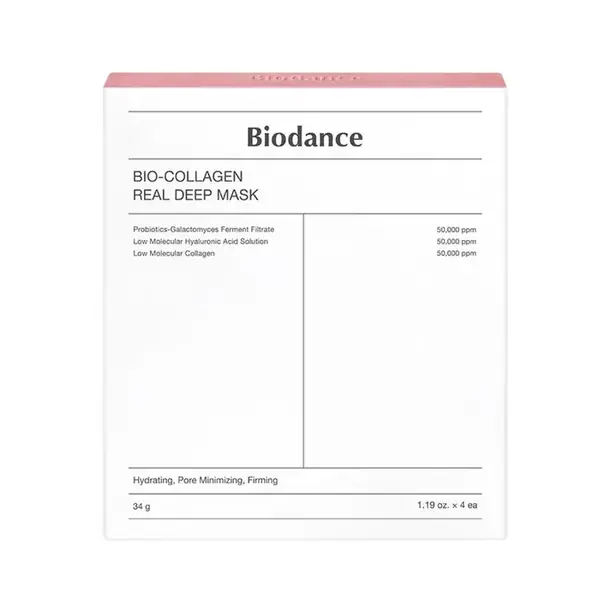 Biodance
Biodance
BIO-COLLAGEN
REAL DEEP MASK
Probiotics-Galactomyces Ferment Filtrate 50,000 ppm
Low Molecular Hyaluronic Acid Solution 50,000 ppm
Low Molecular Collagen 50,000 ppm
Hydrating, Pore Minimizing, Firming
34 g 1.19 oz. × 4 ea